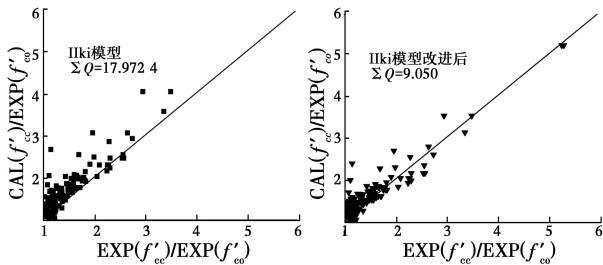 6
5
4
3
2
1
IIki模型
ΣQ=17.972 4
CAL(f′cc)/EXP(f′co)
1 2 3 4 5 6
EXP(f′cc)/EXP(f′co)
6
5
4
3
2
1
IIki模型改进后
ΣQ=9.050
CAL(f′cc)/EXP(f′co)
1 2 3 4 5 6
EXP(f′cc)/EXP(f′co)